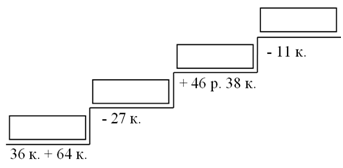 - 11 к.
+ 46 р. 38 к.
- 27 к.
36 к. + 64 к.